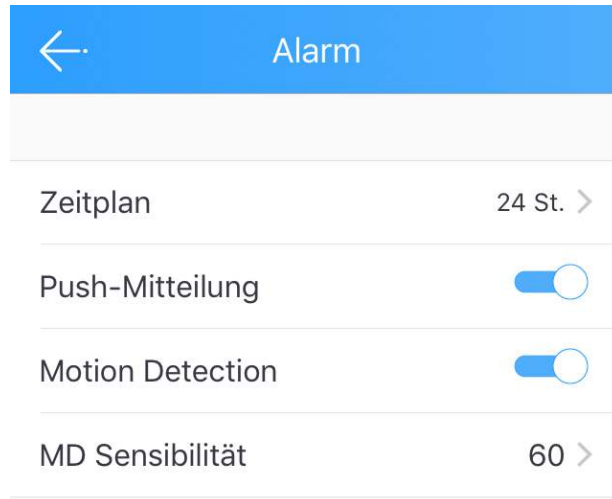 Alarm
Zeitplan 24 St.
Push-Mitteilung
Motion Detection
MD Sensibilität 60